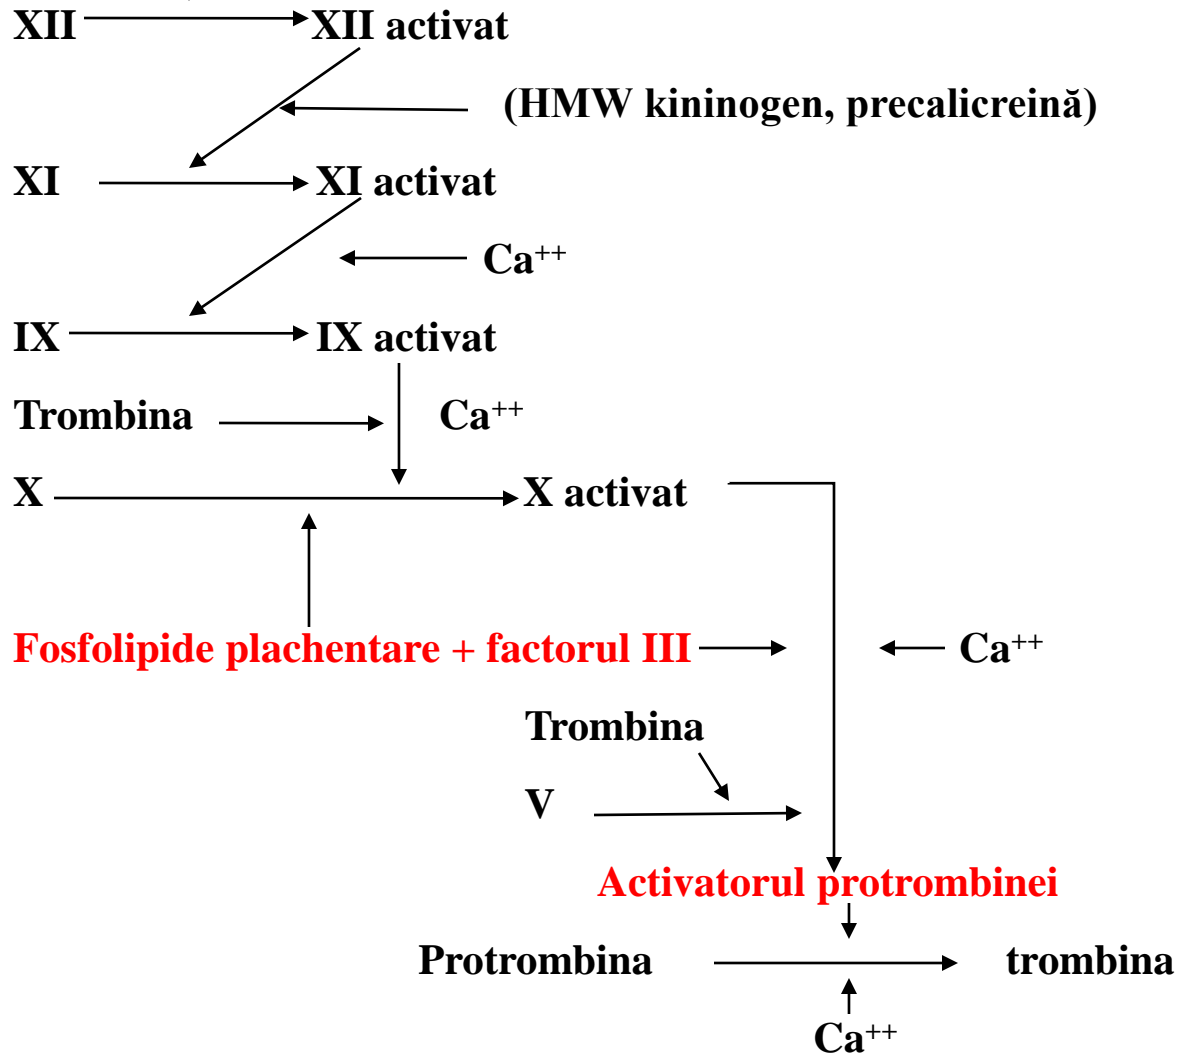 XII XII activat
(HMW kininogen, precalicreină)
XI XI activat
Ca⁺⁺
IX IX activat
Trombina Ca⁺⁺
X X activat
Fosfolipide plachentare + factorul III Ca⁺⁺
Trombina
V
Activatorul protrombinei
Protrombina trombina
Ca⁺⁺